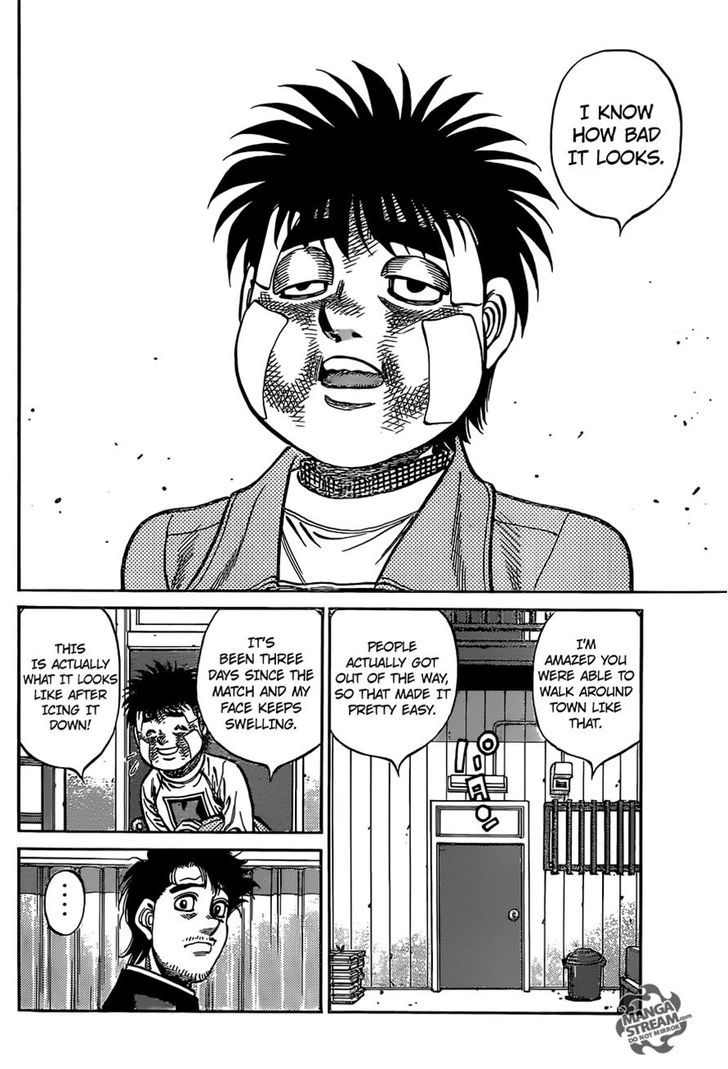 I KNOW
HOW BAD
IT LOOKS.
I'M
AMAZED YOU
WERE ABLE TO
WALK AROUND
TOWN LIKE
THAT.
PEOPLE
ACTUALLY GOT
OUT OF THE WAY,
SO THAT MADE IT
PRETTY EASY.
IT'S
BEEN THREE
DAYS SINCE THE
MATCH AND MY
FACE KEEPS
SWELLING.
THIS
IS ACTUALLY
WHAT IT LOOKS
LIKE AFTER
ICING IT
DOWN!
...
MANGA
STREAM.com
DO NOT MIRROR